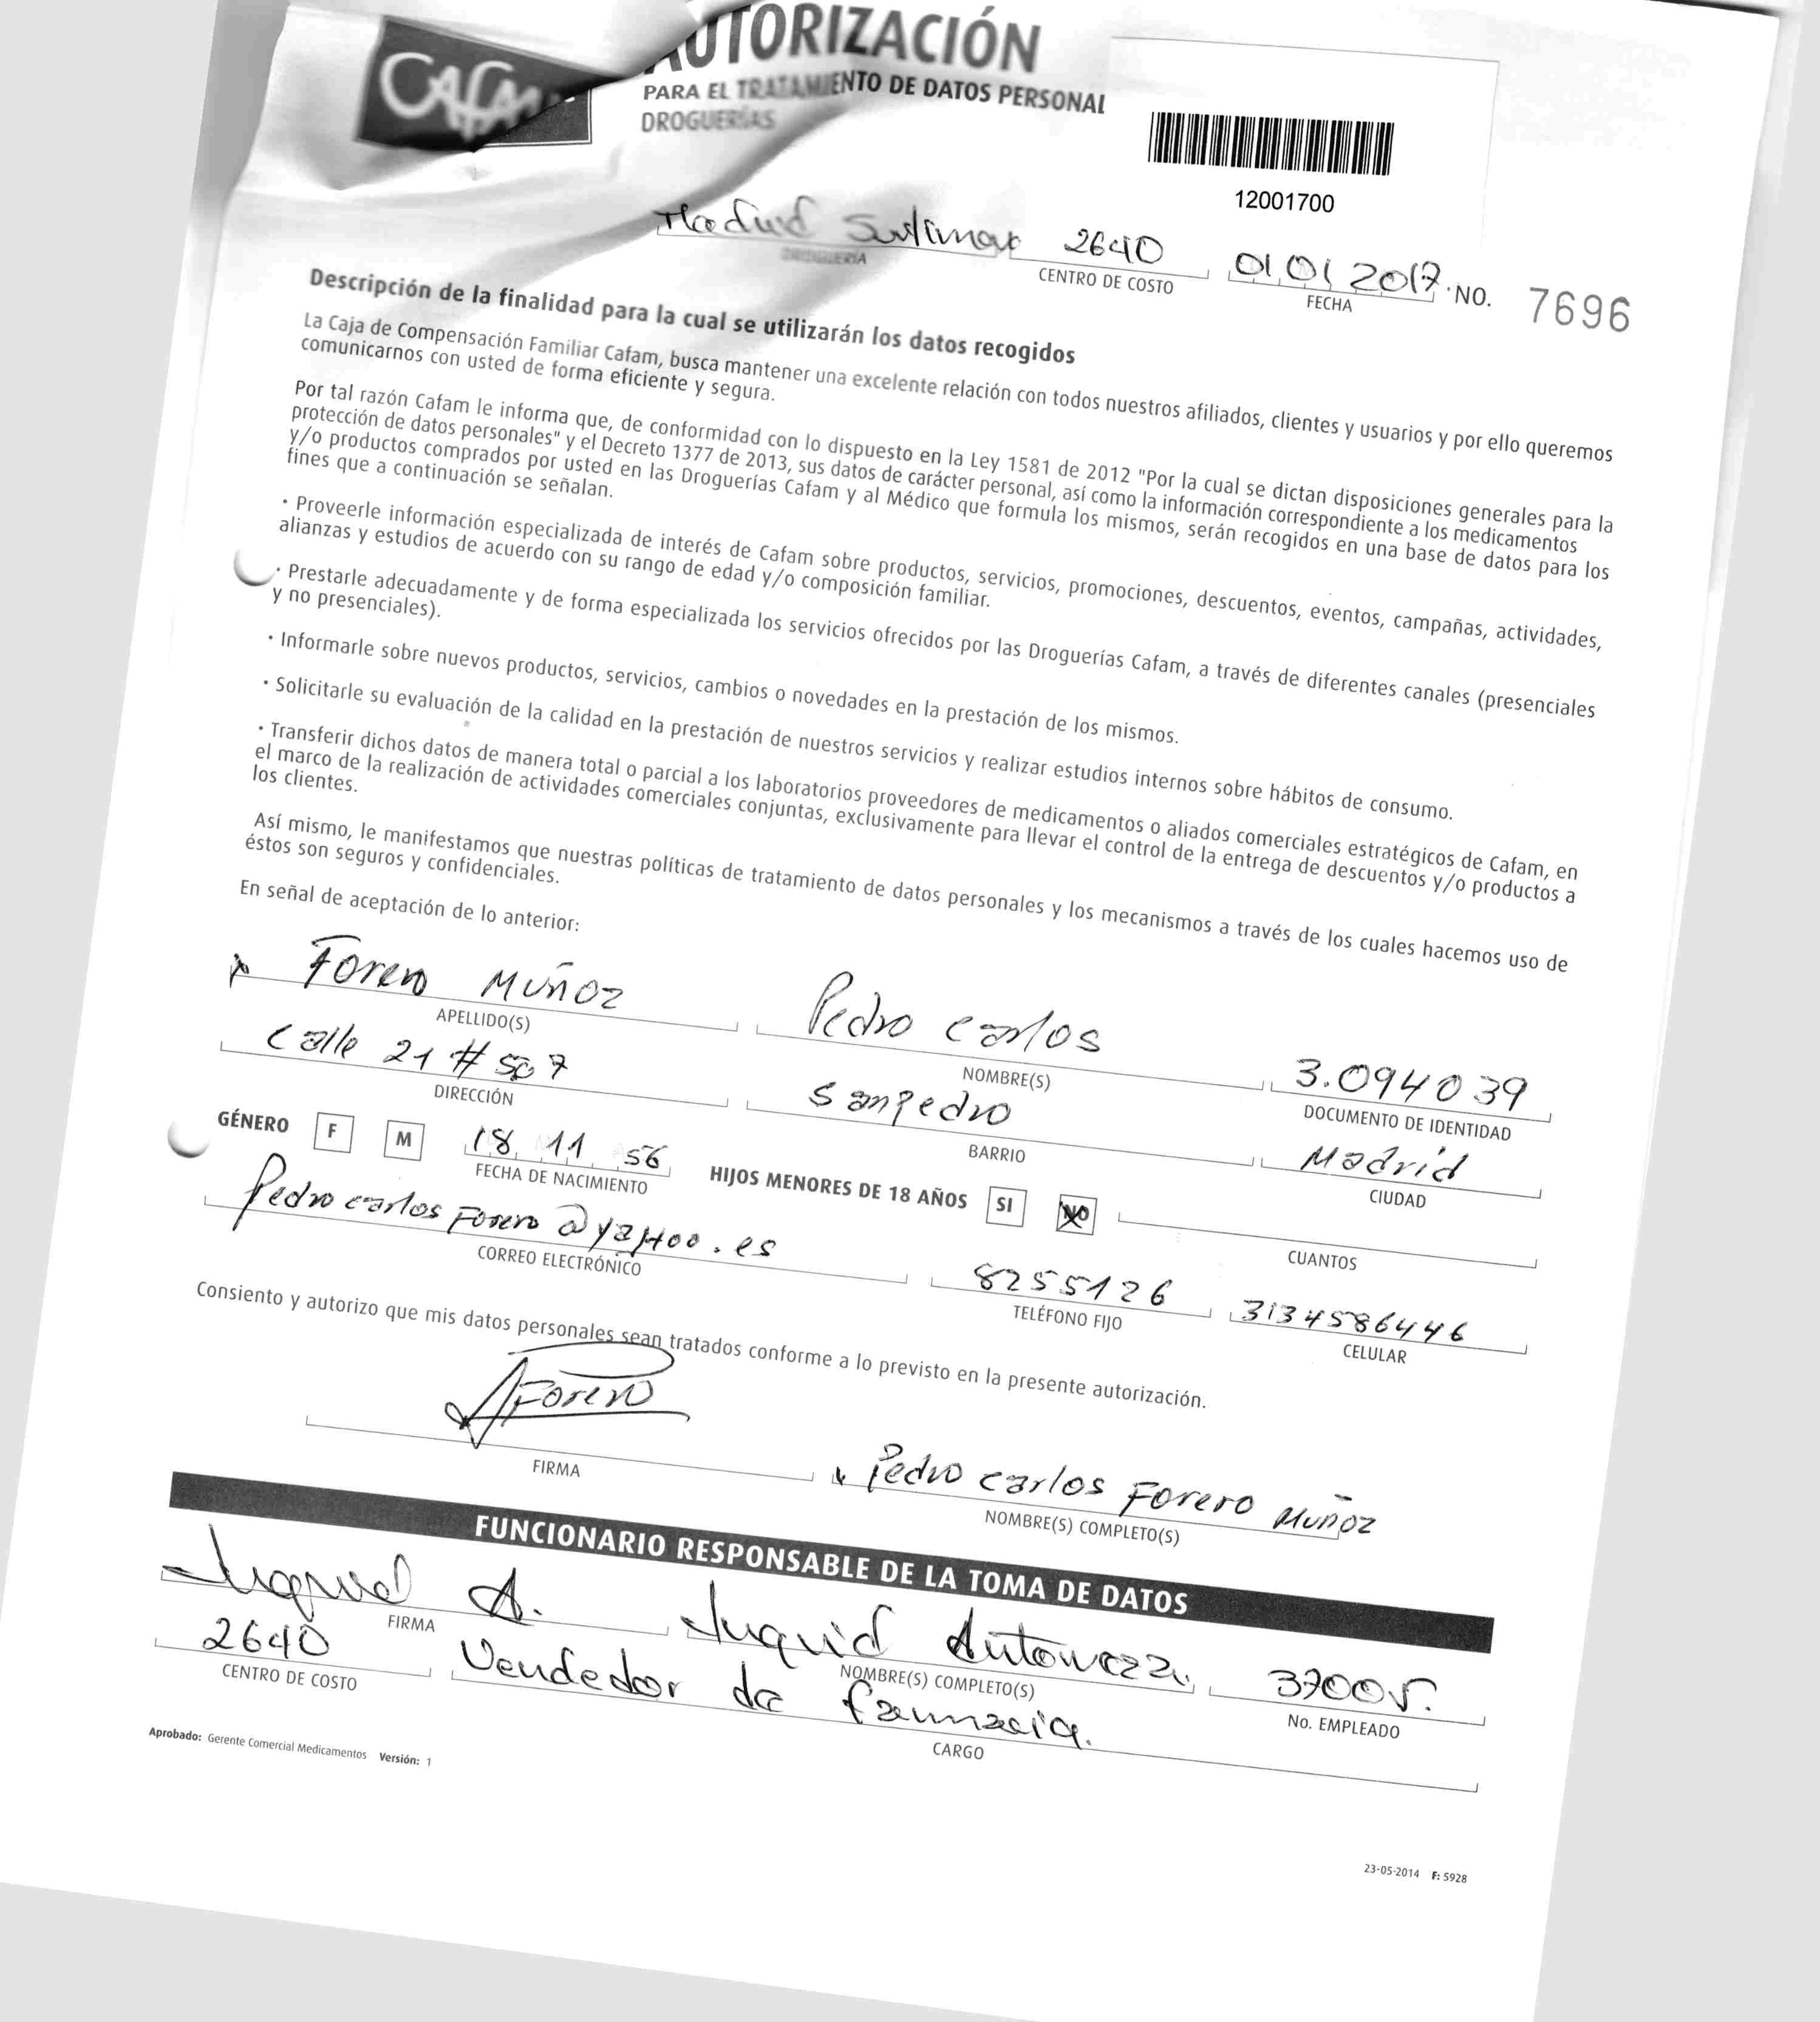 CAFAM
AUTORIZACIÓN
PARA EL TRATAMIENTO DE DATOS PERSONAL
DROGUERÍAS
12001700
Madrid 2640 01 01 2017 NO. 7696
DROGUERÍA CENTRO DE COSTO FECHA
Descripción de la finalidad para la cual se utilizarán los datos recogidos
La Caja de Compensación Familiar Cafam, busca mantener una excelente relación con todos nuestros afiliados, clientes y usuarios y por ello queremos
comunicarnos con usted de forma eficiente y segura.
Por tal razón Cafam le informa que, de conformidad con lo dispuesto en la Ley 1581 de 2012 "Por la cual se dictan disposiciones generales para la
protección de datos personales" y el Decreto 1377 de 2013, sus datos de carácter personal, así como la información correspondiente a los medicamentos
y/o productos comprados por usted en las Droguerías Cafam y al Médico que formula los mismos, serán recogidos en una base de datos para los
fines que a continuación se señalan.
• Proveerle información especializada de interés de Cafam sobre productos, servicios, promociones, descuentos, eventos, campañas, actividades,
alianzas y estudios de acuerdo con su rango de edad y/o composición familiar.
• Prestarle adecuadamente y de forma especializada los servicios ofrecidos por las Droguerías Cafam, a través de diferentes canales (presenciales
y no presenciales).
• Informarle sobre nuevos productos, servicios, cambios o novedades en la prestación de los mismos.
• Solicitarle su evaluación de la calidad en la prestación de nuestros servicios y realizar estudios internos sobre hábitos de consumo.
• Transferir dichos datos de manera total o parcial a los laboratorios proveedores de medicamentos o aliados comerciales estratégicos de Cafam, en
el marco de la realización de actividades comerciales conjuntas, exclusivamente para llevar el control de la entrega de descuentos y/o productos a
los clientes.
Así mismo, le manifestamos que nuestras políticas de tratamiento de datos personales y los mecanismos a través de los cuales hacemos uso de
éstos son seguros y confidenciales.
En señal de aceptación de lo anterior:
Forero Muñoz Pedro Carlos 3.094039
APELLIDO(S) NOMBRE(S) DOCUMENTO DE IDENTIDAD
Calle 21 # 507 Sanpedro Madrid
DIRECCIÓN BARRIO CIUDAD
GÉNERO F M 18 11 56 HIJOS MENORES DE 18 AÑOS SI NO
FECHA DE NACIMIENTO CUANTOS
Pedro carlos Forero @yaHoo.es 8255126 3134586446
CORREO ELECTRÓNICO TELÉFONO FIJO CELULAR
Consiento y autorizo que mis datos personales sean tratados conforme a lo previsto en la presente autorización.
Forero Pedro Carlos Forero Muñoz
FIRMA NOMBRE(S) COMPLETO(S)
FUNCIONARIO RESPONSABLE DE LA TOMA DE DATOS
A. 37005.
FIRMA NOMBRE(S) COMPLETO(S) No. EMPLEADO
2640 Vendedor de farmacia.
CENTRO DE COSTO CARGO
Aprobado: Gerente Comercial Medicamentos Versión: 1
23-05-2014 F: 5928